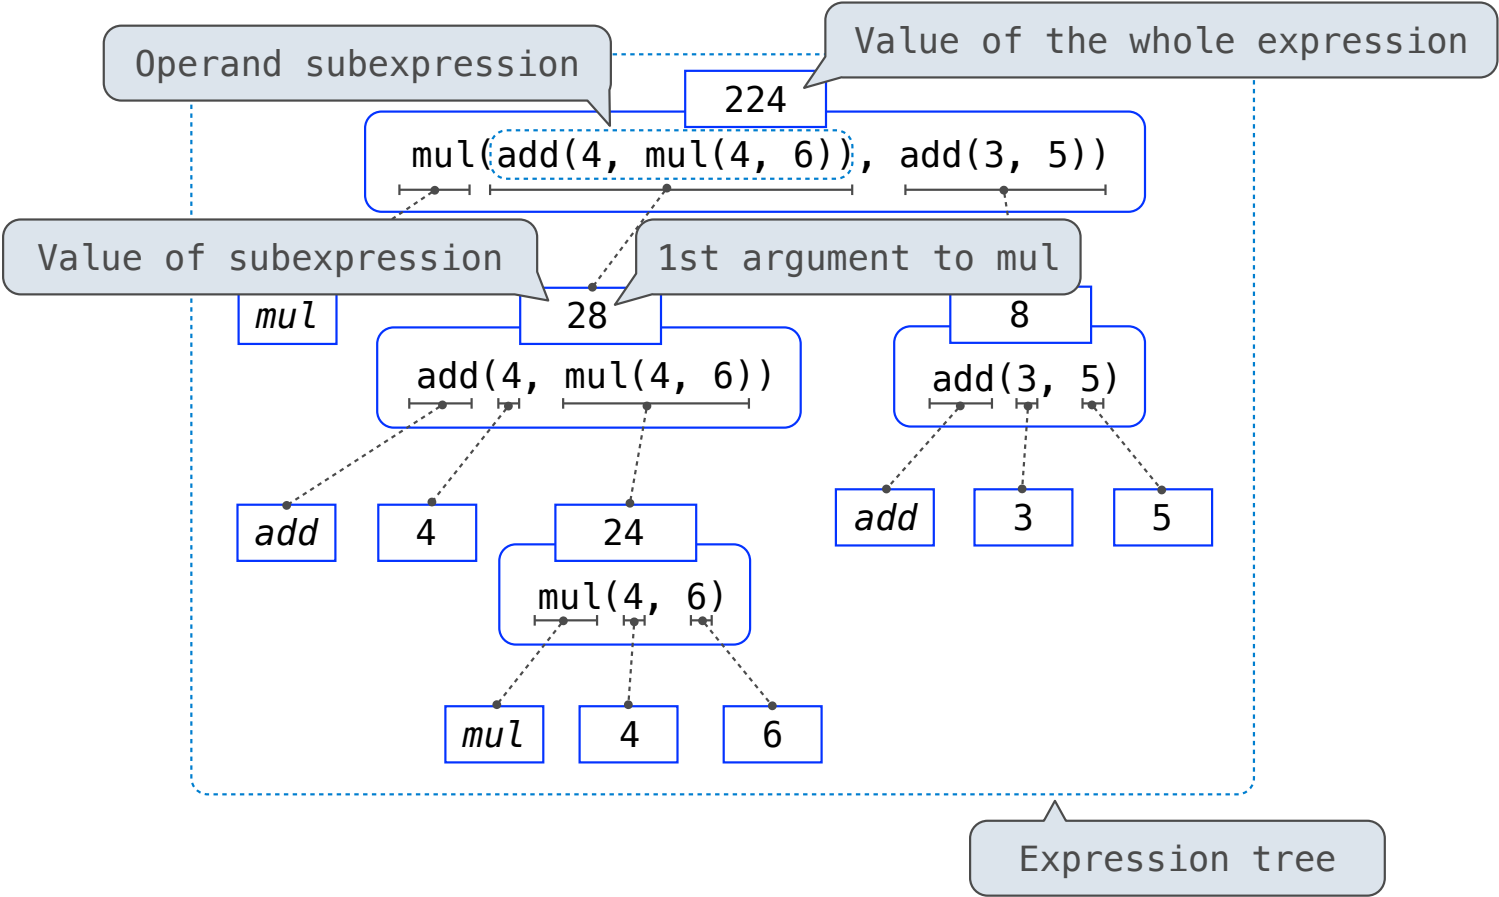 Value of the whole expression
Operand subexpression
224
mul(add(4, mul(4, 6)), add(3, 5))
Value of subexpression
1st argument to mul
mul
28
8
add(4, mul(4, 6))
add(3, 5)
add
4
24
add
3
5
mul(4, 6)
mul
4
6
Expression tree